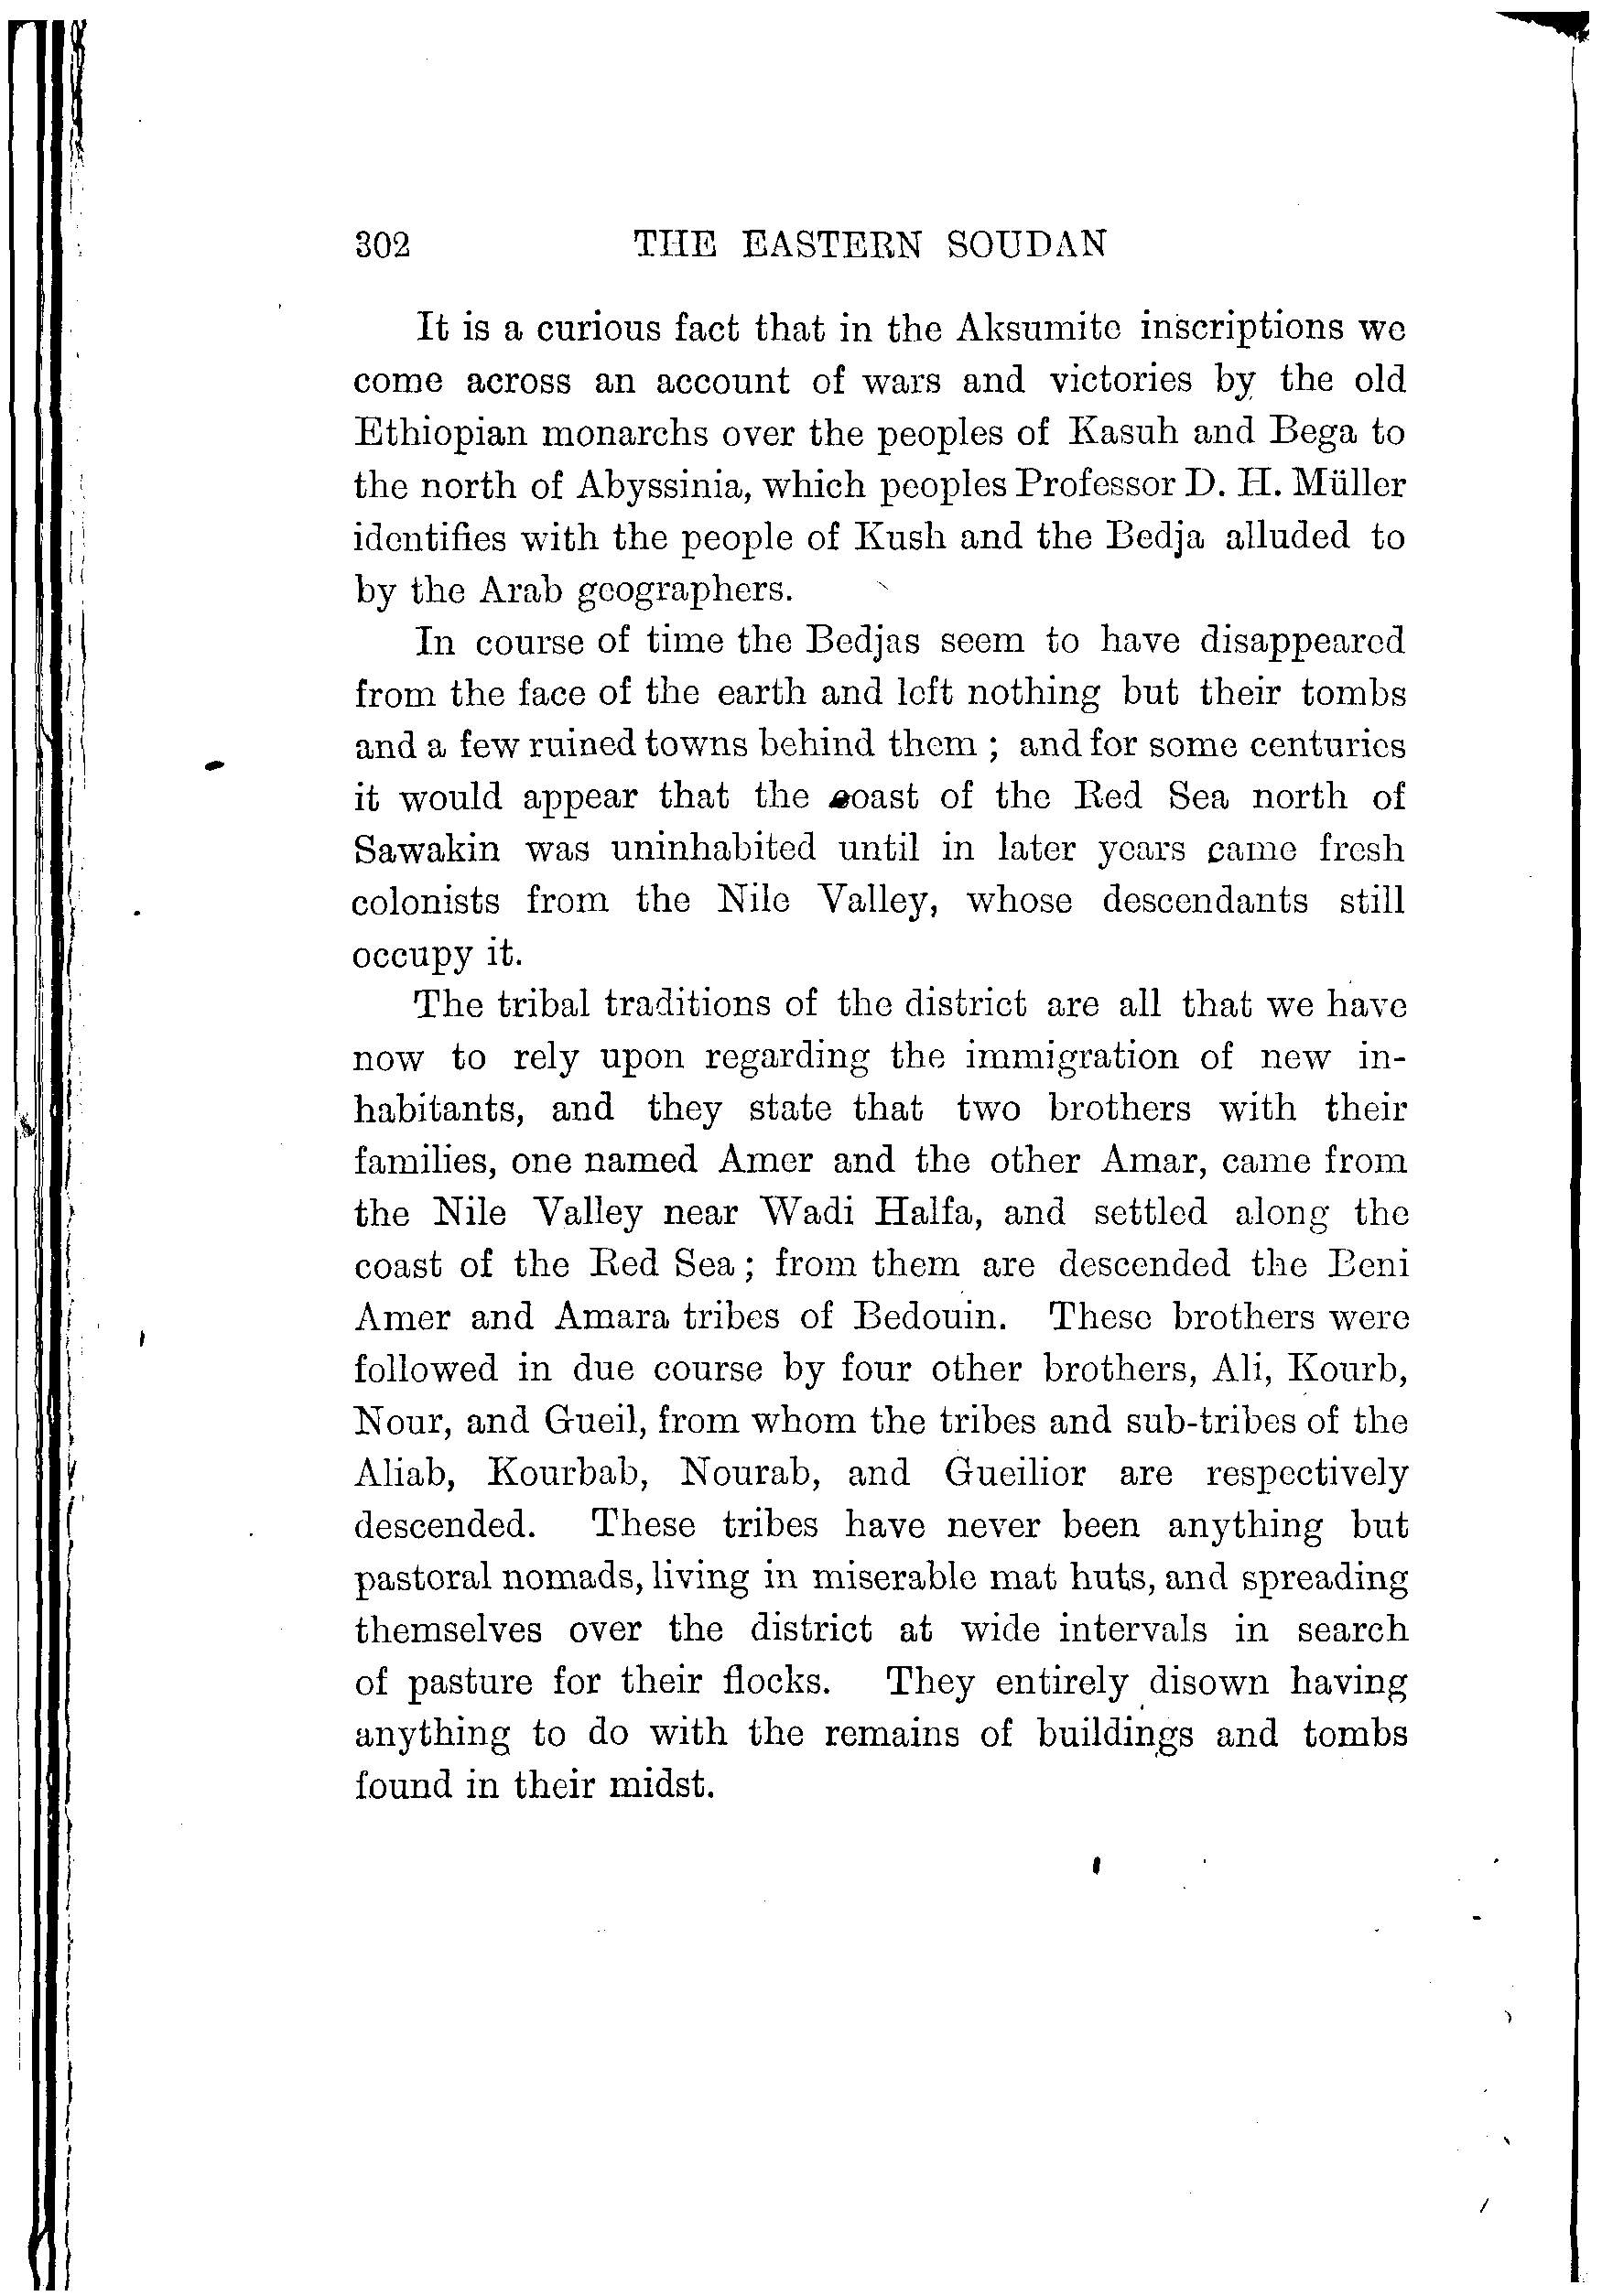 302 THE EASTERN SOUDAN
It is a curious fact that in the Aksumite inscriptions we
come across an account of wars and victories by the old
Ethiopian monarchs over the peoples of Kasuh and Bega to
the north of Abyssinia, which peoples Professor D. H. Müller
identifies with the people of Kush and the Bedja alluded to
by the Arab geographers.
In course of time the Bedjas seem to have disappeared
from the face of the earth and left nothing but their tombs
and a few ruined towns behind them ; and for some centuries
it would appear that the coast of the Red Sea north of
Sawakin was uninhabited until in later years came fresh
colonists from the Nile Valley, whose descendants still
occupy it.
The tribal traditions of the district are all that we have
now to rely upon regarding the immigration of new in-
habitants, and they state that two brothers with their
families, one named Amer and the other Amar, came from
the Nile Valley near Wadi Halfa, and settled along the
coast of the Red Sea ; from them are descended the Beni
Amer and Amara tribes of Bedouin. These brothers were
followed in due course by four other brothers, Ali, Kourb,
Nour, and Gueil, from whom the tribes and sub-tribes of the
Aliab, Kourbab, Nourab, and Gueilior are respectively
descended. These tribes have never been anything but
pastoral nomads, living in miserable mat huts, and spreading
themselves over the district at wide intervals in search
of pasture for their flocks. They entirely disown having
anything to do with the remains of buildings and tombs
found in their midst.